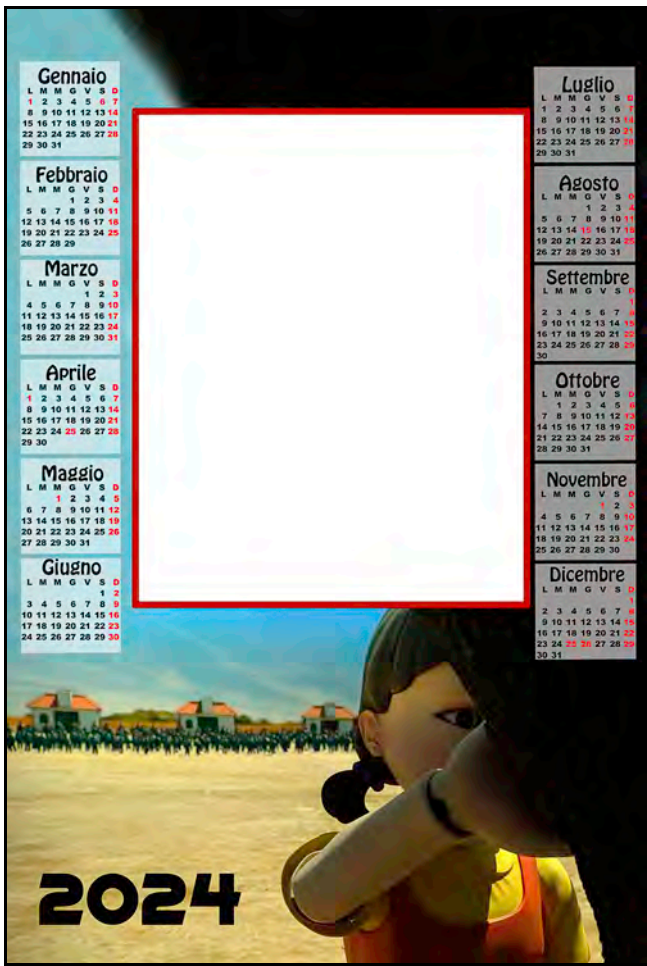 Gennaio
L M M G V S D
1 2 3 4 5 6 7
8 9 10 11 12 13 14
15 16 17 18 19 20 21
22 23 24 25 26 27 28
29 30 31
Febbraio
L M M G V S D
1 2 3 4
5 6 7 8 9 10 11
12 13 14 15 16 17 18
19 20 21 22 23 24 25
26 27 28 29
Marzo
L M M G V S D
1 2 3
4 5 6 7 8 9 10
11 12 13 14 15 16 17
18 19 20 21 22 23 24
25 26 27 28 29 30 31
Aprile
L M M G V S D
1 2 3 4 5 6 7
8 9 10 11 12 13 14
15 16 17 18 19 20 21
22 23 24 25 26 27 28
29 30
Maggio
L M M G V S D
1 2 3 4 5
6 7 8 9 10 11 12
13 14 15 16 17 18 19
20 21 22 23 24 25 26
27 28 29 30 31
Giugno
L M M G V S D
1 2
3 4 5 6 7 8 9
10 11 12 13 14 15 16
17 18 19 20 21 22 23
24 25 26 27 28 29 30
Luglio
L M M G V S D
1 2 3 4 5 6 7
8 9 10 11 12 13 14
15 16 17 18 19 20 21
22 23 24 25 26 27 28
29 30 31
Agosto
L M M G V S D
1 2 3 4
5 6 7 8 9 10 11
12 13 14 15 16 17 18
19 20 21 22 23 24 25
26 27 28 29 30 31
Settembre
L M M G V S D
1
2 3 4 5 6 7 8
9 10 11 12 13 14 15
16 17 18 19 20 21 22
23 24 25 26 27 28 29
30
Ottobre
L M M G V S D
1 2 3 4 5 6
7 8 9 10 11 12 13
14 15 16 17 18 19 20
21 22 23 24 25 26 27
28 29 30 31
Novembre
L M M G V S D
1 2 3
4 5 6 7 8 9 10
11 12 13 14 15 16 17
18 19 20 21 22 23 24
25 26 27 28 29 30
Dicembre
L M M G V S D
1
2 3 4 5 6 7 8
9 10 11 12 13 14 15
16 17 18 19 20 21 22
23 24 25 26 27 28 29
30 31
2024